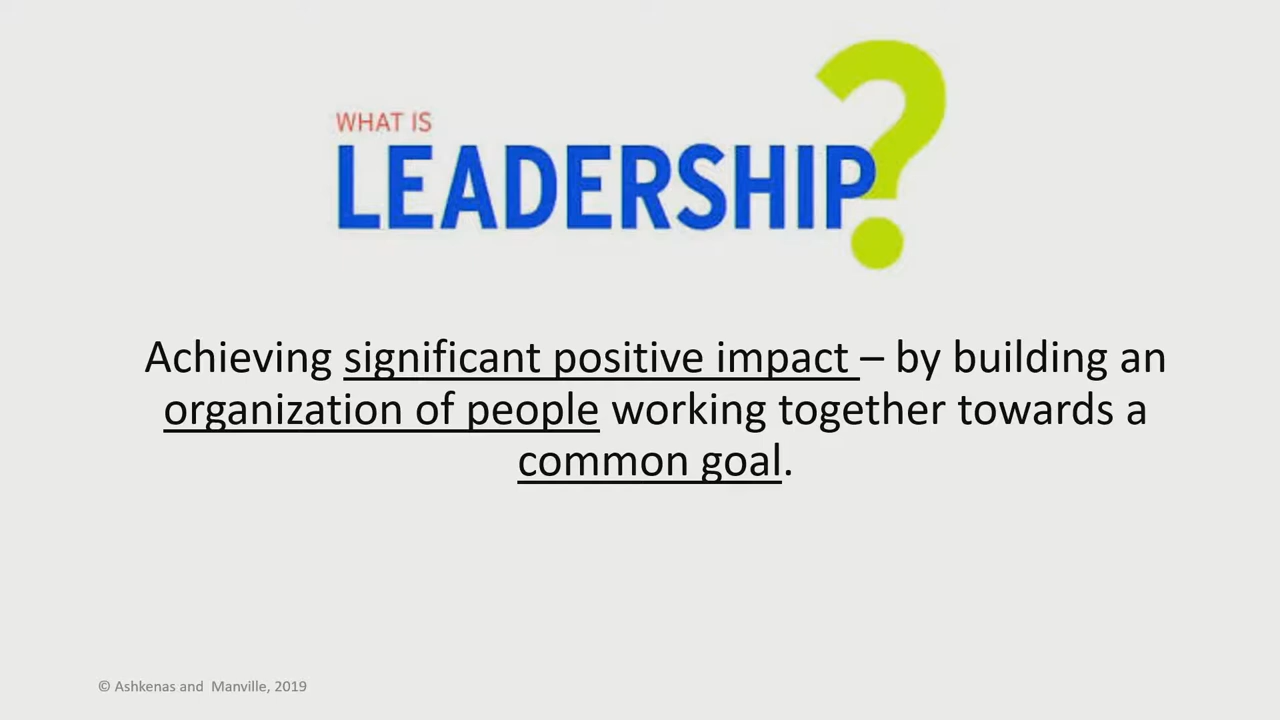 WHAT IS
LEADERSHIP?
Achieving significant positive impact – by building an
organization of people working together towards a
common goal.
© Ashkenas and  Manville, 2019